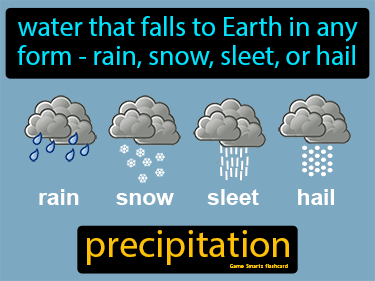 water that falls to Earth in any
form - rain, snow, sleet, or hail
rain snow sleet hail
precipitation
Game Smartz flashcard